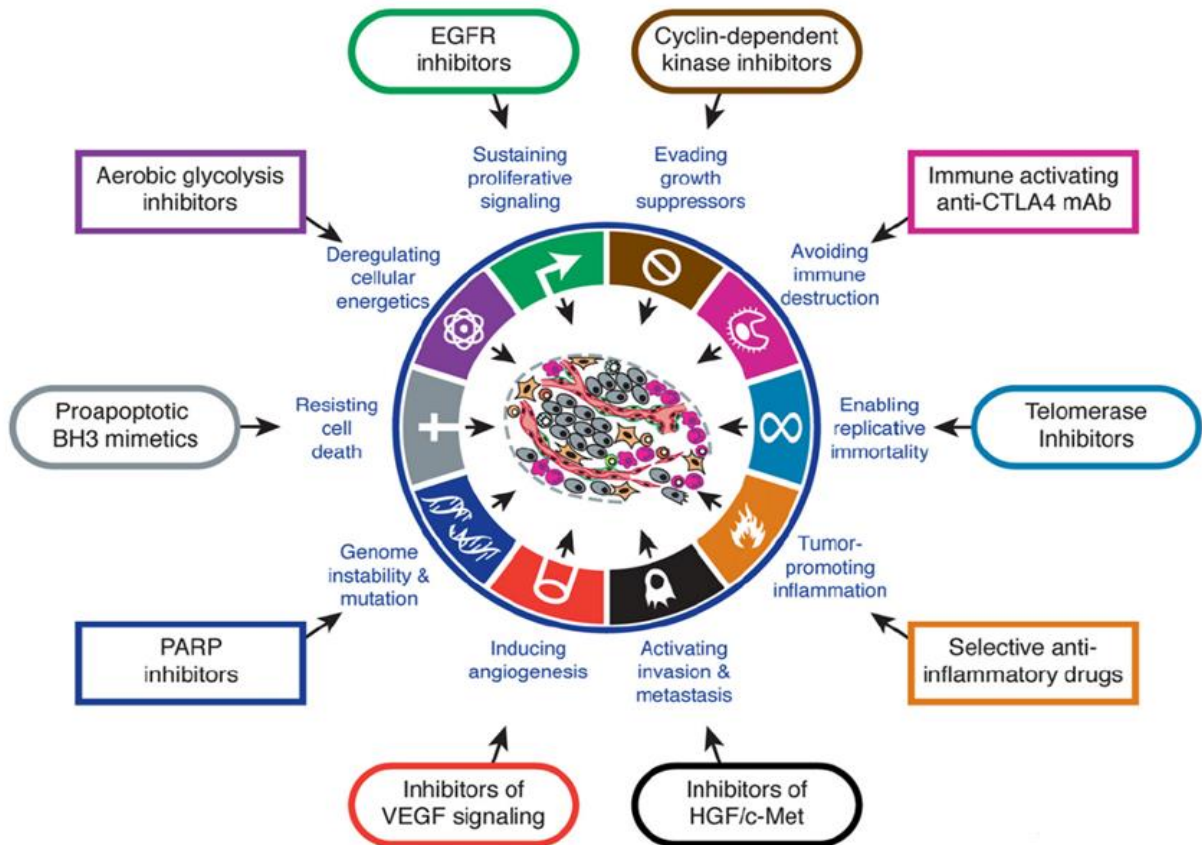 EGFR
inhibitors
Cyclin-dependent
kinase inhibitors
Sustaining
proliferative
signaling
Evading
growth
suppressors
Aerobic glycolysis
inhibitors
Immune activating
anti-CTLA4 mAb
Deregulating
cellular
energetics
Avoiding
immune
destruction
Proapoptotic
BH3 mimetics
Resisting
cell
death
Enabling
replicative
immortality
Telomerase
Inhibitors
Genome
instability &
mutation
Tumor-
promoting
inflammation
PARP
inhibitors
Inducing
angiogenesis
Activating
invasion &
metastasis
Selective anti-
inflammatory drugs
Inhibitors of
VEGF signaling
Inhibitors of
HGF/c-Met